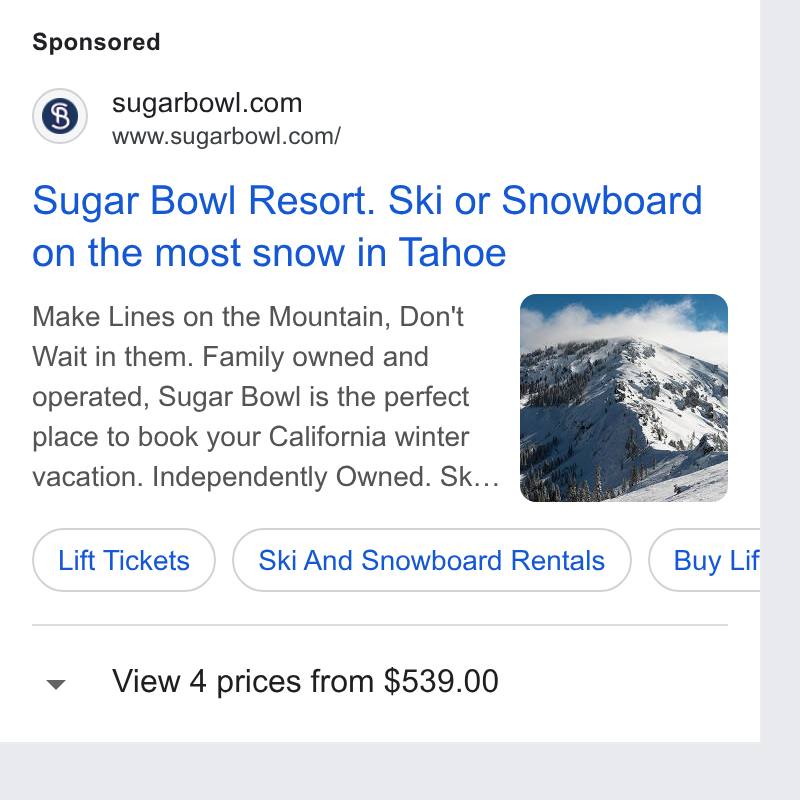 Sponsored
sugarbowl.com
www.sugarbowl.com/
Sugar Bowl Resort. Ski or Snowboard
on the most snow in Tahoe
Make Lines on the Mountain, Don't
Wait in them. Family owned and
operated, Sugar Bowl is the perfect
place to book your California winter
vacation. Independently Owned. Sk...
Lift Tickets
Ski And Snowboard Rentals
Buy Lif
View 4 prices from $539.00